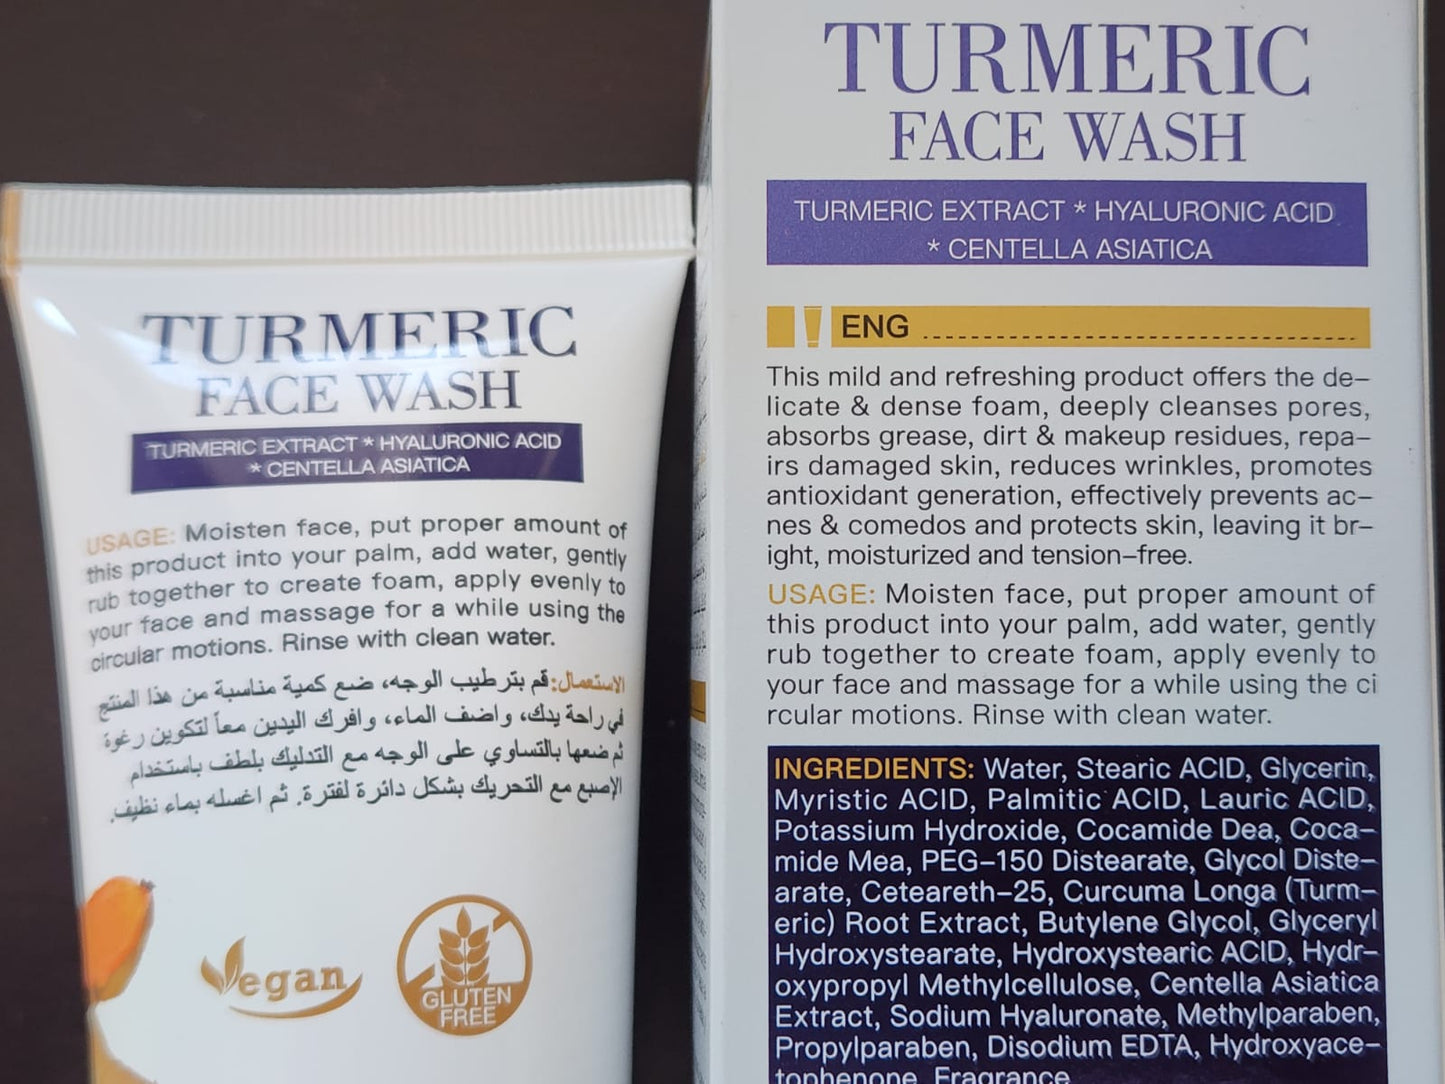 TURMERIC
FACE WASH
TURMERIC EXTRACT * HYALURONIC ACID
* CENTELLA ASIATICA
USAGE: Moisten face, put proper amount of
this product into your palm, add water, gently
rub together to create foam, apply evenly to
your face and massage for a while using the
circular motions. Rinse with clean water.
الاستعمال: قم بترطيب الوجه، ضع كمية مناسبة من هذا المنتج
في راحة يدك، واضف الماء، وافرك اليدين معاً لتكوين رغوة
ثم ضعها بالتساوي على الوجه مع التدليك بلطف باستخدام
الإصبع مع التحريك بشكل دائرة لفترة. ثم اغسله بماء نظيف.
Vegan
GLUTEN
FREE
TURMERIC
FACE WASH
TURMERIC EXTRACT * HYALURONIC ACID
* CENTELLA ASIATICA
ENG
This mild and refreshing product offers the de–
licate & dense foam, deeply cleanses pores,
absorbs grease, dirt & makeup residues, repa–
irs damaged skin, reduces wrinkles, promotes
antioxidant generation, effectively prevents ac–
nes & comedos and protects skin, leaving it br–
ight, moisturized and tension–free.
USAGE: Moisten face, put proper amount of
this product into your palm, add water, gently
rub together to create foam, apply evenly to
your face and massage for a while using the ci
rcular motions. Rinse with clean water.
INGREDIENTS: Water, Stearic ACID, Glycerin,
Myristic ACID, Palmitic ACID, Lauric ACID,
Potassium Hydroxide, Cocamide Dea, Coca–
mide Mea, PEG–150 Distearate, Glycol Diste–
arate, Ceteareth–25, Curcuma Longa (Turm–
eric) Root Extract, Butylene Glycol, Glyceryl
Hydroxystearate, Hydroxystearic ACID, Hydr–
oxypropyl Methylcellulose, Centella Asiatica
Extract, Sodium Hyaluronate, Methylparaben,
Propylparaben, Disodium EDTA, Hydroxyace–
tophenone, Fragrance